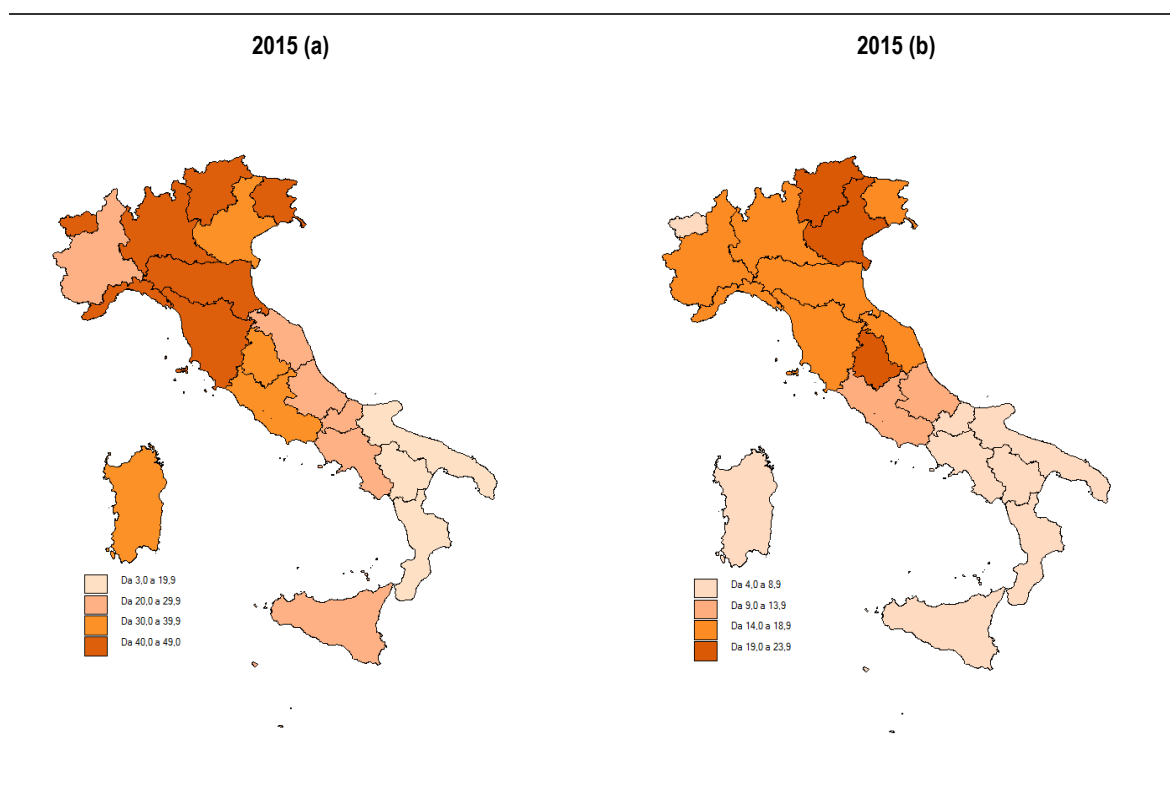 2015 (a)
2015 (b)
Da 3,0 a 19,9
Da 20,0 a 29,9
Da 30,0 a 39,9
Da 40,0 a 49,0
Da 4,0 a 8,9
Da 9,0 a 13,9
Da 14,0 a 18,9
Da 19,0 a 23,9